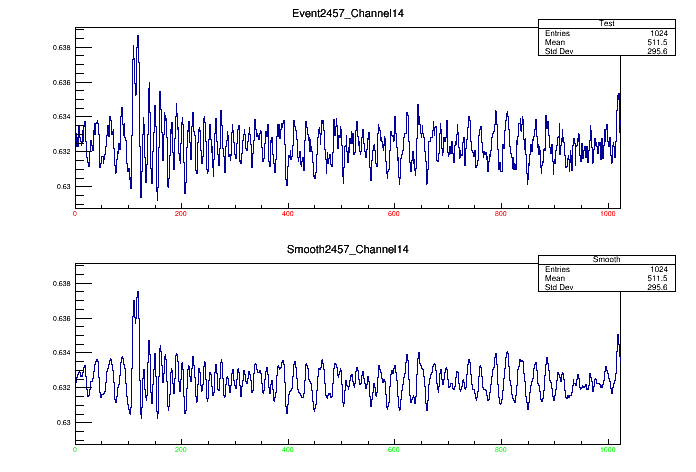 Event2457_Channel14
Test
Entries 1024
Mean 511.5
Std Dev 295.6
0.638
0.636
0.634
0.632
0.63
0 200 400 600 800 1000
Smooth2457_Channel14
Smooth
Entries 1024
Mean 511.5
Std Dev 295.6
0.638
0.636
0.634
0.632
0.63
0 200 400 600 800 1000